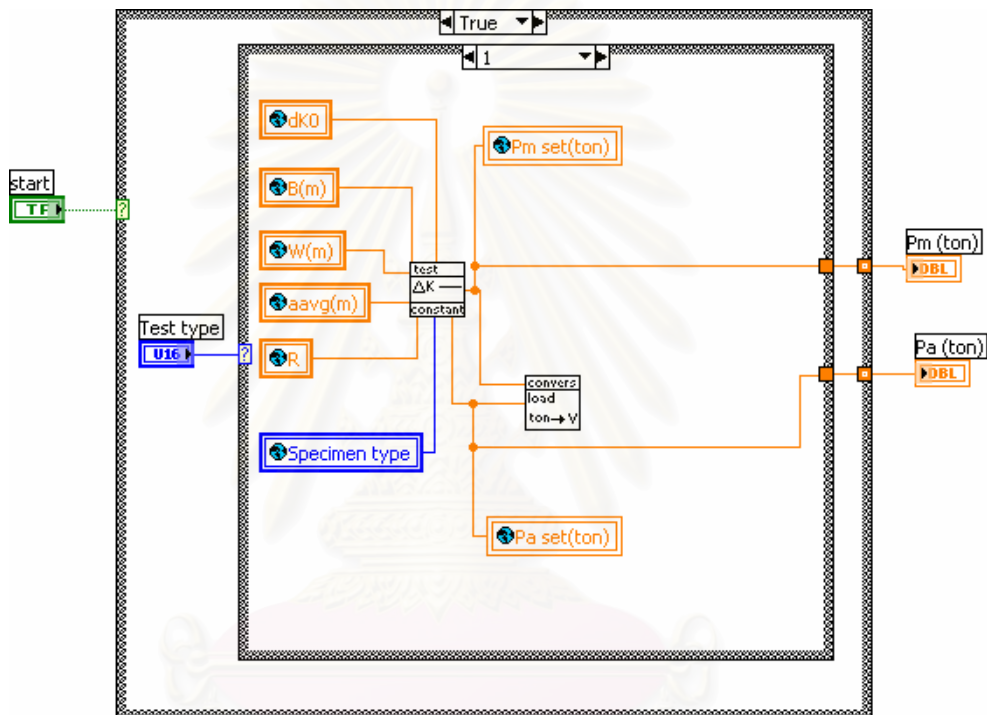 True
1
dK0
Pm set(ton)
start
TF
?
B(m)
W(m)
test
ΔK
constant
Pm (ton)
DBL
aavg(m)
Test type
U16
?
R
Pa (ton)
DBL
convers
load
ton→V
Specimen type
Pa set(ton)